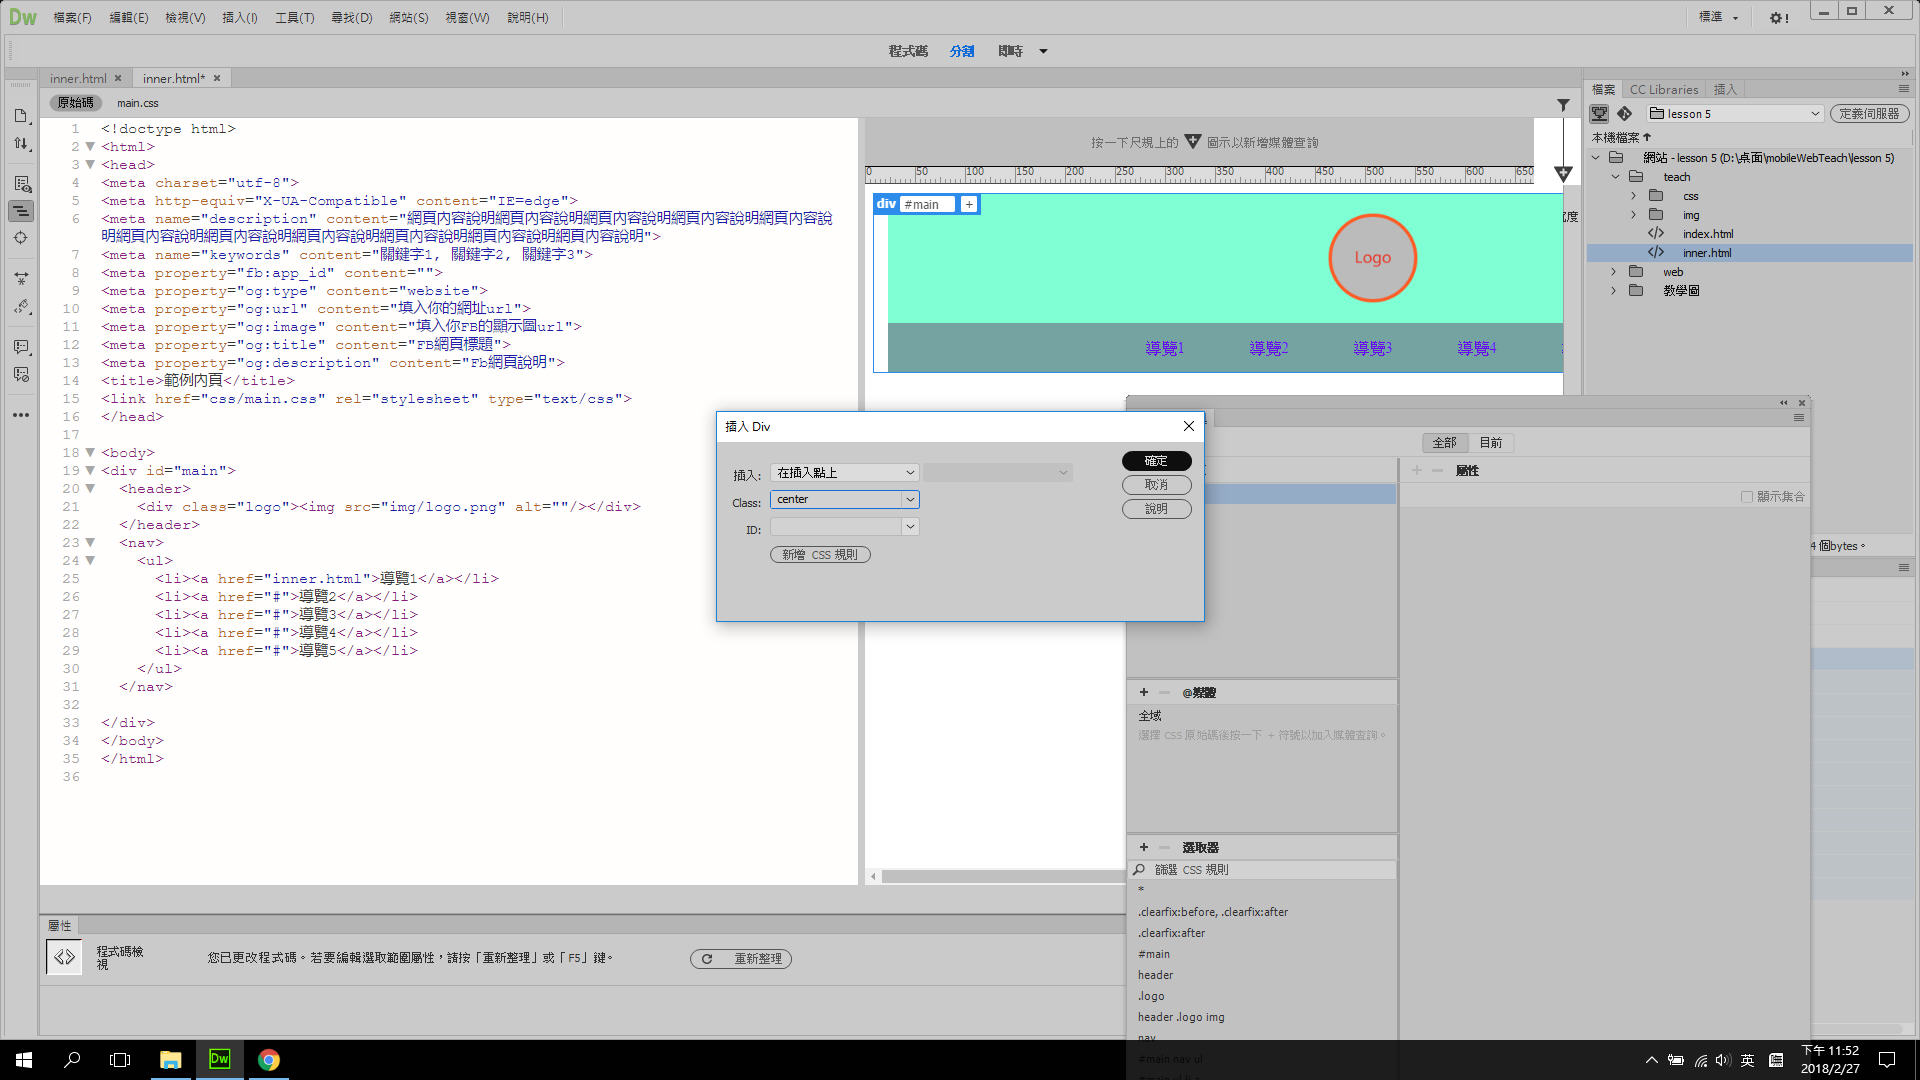 Dw 檔案(F) 編輯(E) 檢視(V) 插入(I) 工具(T) 尋找(D) 網站(S) 視窗(W) 說明(H) 標準
程式碼 分割 即時
inner.html inner.html*
原始碼 main.css
1 <!doctype html>
2 <html>
3 <head>
4 <meta charset="utf-8">
5 <meta http-equiv="X-UA-Compatible" content="IE=edge">
6 <meta name="description" content="網頁內容說明網頁內容說明網頁內容說明網頁內容說明網頁內容說
明網頁內容說明網頁內容說明網頁內容說明網頁內容說明網頁內容說明網頁內容說明">
7 <meta name="keywords" content="關鍵字1, 關鍵字2, 關鍵字3">
8 <meta property="fb:app_id" content="">
9 <meta property="og:type" content="website">
10 <meta property="og:url" content="填入你的網址url">
11 <meta property="og:image" content="填入你FB的顯示圖url">
12 <meta property="og:title" content="FB網頁標題">
13 <meta property="og:description" content="Fb網頁說明">
14 <title>範例內頁</title>
15 <link href="css/main.css" rel="stylesheet" type="text/css">
16 </head>
17
18 <body>
19 <div id="main">
20 <header>
21 <div class="logo"><img src="img/logo.png" alt=""/></div>
22 </header>
23 <nav>
24 <ul>
25 <li><a href="inner.html">導覽1</a></li>
26 <li><a href="#">導覽2</a></li>
27 <li><a href="#">導覽3</a></li>
28 <li><a href="#">導覽4</a></li>
29 <li><a href="#">導覽5</a></li>
30 </ul>
31 </nav>
32
33 </div>
34 </body>
35 </html>
36
按一下尺規上的 圖示以新增媒體查詢
0 50 100 150 200 250 300 350 400 450 500 550 600 650
div #main +
Logo
導覽1 導覽2 導覽3 導覽4
插入 Div
插入: 在插入點上
Class: center
ID:
新增 CSS 規則
確定
取消
說明
全部 目前
屬性
顯示集合
@媒體
全域
選擇 CSS 原始碼後按一下 + 符號以加入媒體查詢。
選取器
篩選 CSS 規則
*
.clearfix:before, .clearfix:after
.clearfix:after
#main
header
.logo
header .logo img
nav
#main nav ul
檔案 CC Libraries 插入
lesson 5 定義伺服器
本機檔案
網站 - lesson 5 (D:\桌面\mobileWebTeach\lesson 5)
teach
css
img
index.html
inner.html
web
教學圖
4 個bytes。
屬性
程式碼檢
視
您已更改程式碼。若要編輯選取範圍屬性，請按「重新整理」或「F5」鍵。
重新整理
英
下午 11:52
2018/2/27